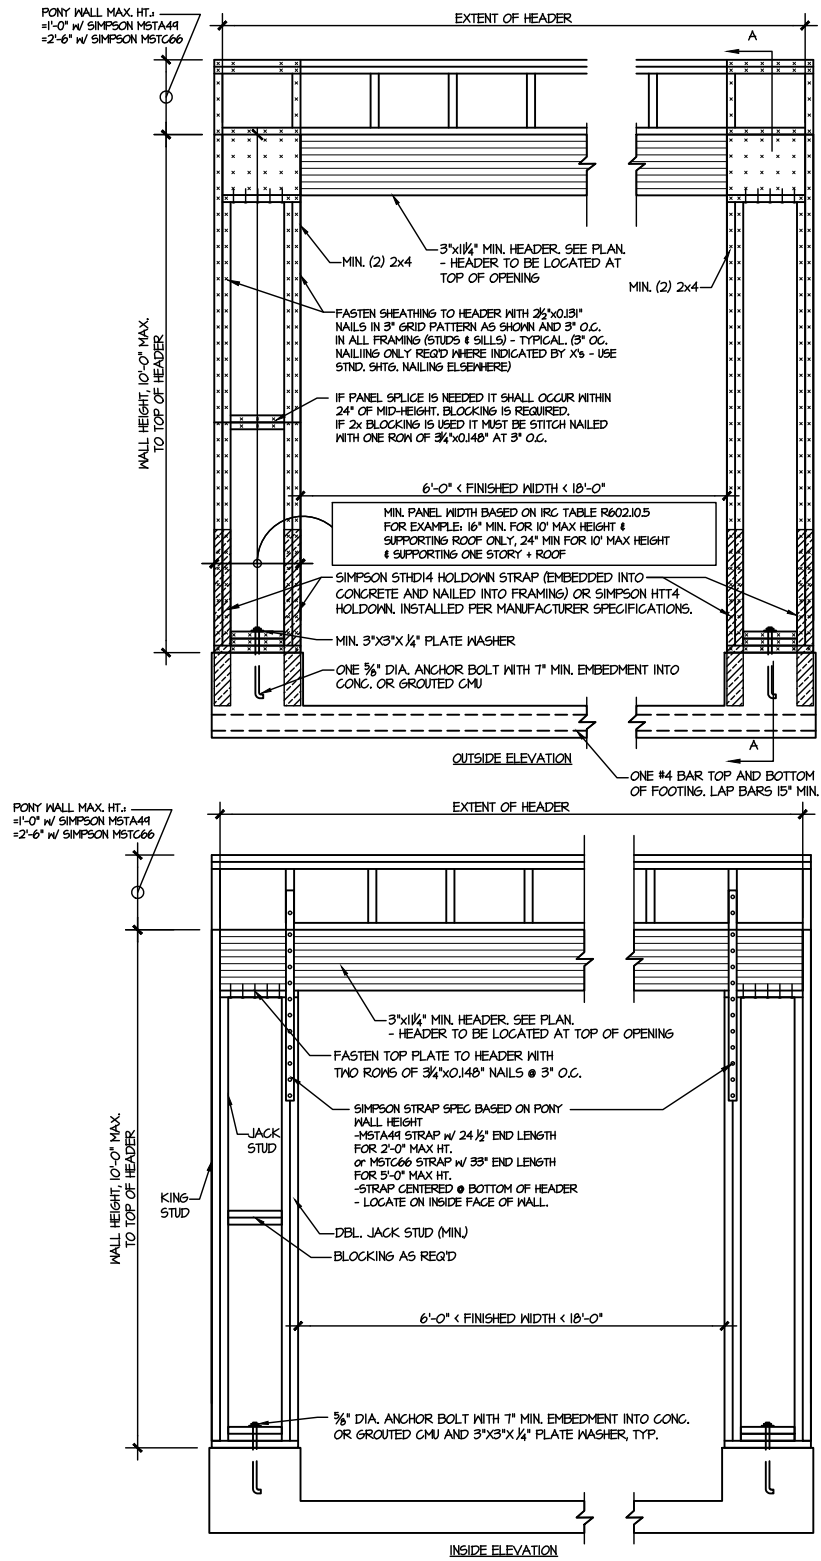 PONY WALL MAX. HT.:
=1'-0" W/ SIMPSON MSTA49
=2'-6" W/ SIMPSON MSTC66
EXTENT OF HEADER
A
MIN. (2) 2x4
3"x11¼" MIN. HEADER. SEE PLAN.
- HEADER TO BE LOCATED AT
TOP OF OPENING
MIN. (2) 2x4
FASTEN SHEATHING TO HEADER WITH 2½"x0.131"
NAILS IN 3" GRID PATTERN AS SHOWN AND 3" O.C.
IN ALL FRAMING (STUDS & SILLS) - TYPICAL. (3" OC.
NAILIING ONLY REQ'D WHERE INDICATED BY X's - USE
STND. SHTG. NAILING ELSEWHERE)
WALL HEIGHT, 10'-0" MAX.
TO TOP OF HEADER
IF PANEL SPLICE IS NEEDED IT SHALL OCCUR WITHIN
24" OF MID-HEIGHT. BLOCKING IS REQUIRED.
IF 2x BLOCKING IS USED IT MUST BE STITCH NAILED
WITH ONE ROW OF 3¼"x0.148" AT 3" O.C.
6'-0" < FINISHED WIDTH < 18'-0"
MIN. PANEL WIDTH BASED ON IRC TABLE R602.10.5
FOR EXAMPLE: 16" MIN. FOR 10' MAX HEIGHT &
SUPPORTING ROOF ONLY, 24" MIN FOR 10' MAX HEIGHT
& SUPPORTING ONE STORY + ROOF
SIMPSON STHD14 HOLDOWN STRAP (EMBEDDED INTO
CONCRETE AND NAILED INTO FRAMING) OR SIMPSON HTT4
HOLDOWN. INSTALLED PER MANUFACTURER SPECIFICATIONS.
MIN. 3"X3"X ¼" PLATE WASHER
ONE ⅝" DIA. ANCHOR BOLT WITH 7" MIN. EMBEDMENT INTO
CONC. OR GROUTED CMU
A
OUTSIDE ELEVATION
ONE #4 BAR TOP AND BOTTOM
OF FOOTING. LAP BARS 15" MIN.
PONY WALL MAX. HT.:
=1'-0" W/ SIMPSON MSTA49
=2'-6" W/ SIMPSON MSTC66
EXTENT OF HEADER
3"x11¼" MIN. HEADER. SEE PLAN.
- HEADER TO BE LOCATED AT TOP OF OPENING
FASTEN TOP PLATE TO HEADER WITH
TWO ROWS OF 3¼"x0.148" NAILS @ 3" O.C.
SIMPSON STRAP SPEC BASED ON PONY
WALL HEIGHT
-MSTA49 STRAP w/ 24 ½" END LENGTH
FOR 2'-0" MAX HT.
or MSTC66 STRAP w/ 33" END LENGTH
FOR 5'-0" MAX HT.
-STRAP CENTERED @ BOTTOM OF HEADER
- LOCATE ON INSIDE FACE OF WALL.
JACK
STUD
WALL HEIGHT, 10'-0" MAX.
TO TOP OF HEADER
KING
STUD
DBL. JACK STUD (MIN.)
BLOCKING AS REQ'D
6'-0" < FINISHED WIDTH < 18'-0"
⅝" DIA. ANCHOR BOLT WITH 7" MIN. EMBEDMENT INTO CONC.
OR GROUTED CMU AND 3"X3"X ¼" PLATE WASHER, TYP.
INSIDE ELEVATION